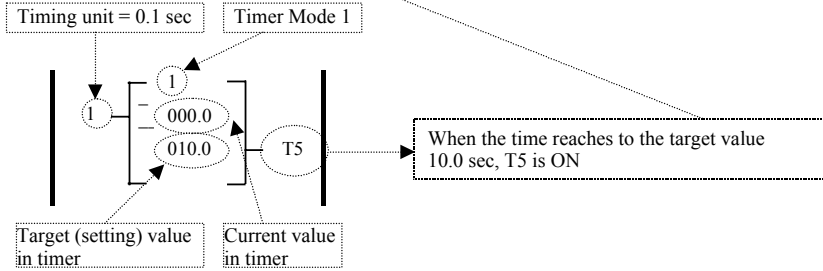 Timing unit = 0.1 sec
Timer Mode 1
1
1
000.0
010.0
T5
When the time reaches to the target value
10.0 sec, T5 is ON
Target (setting) value
in timer
Current value
in timer